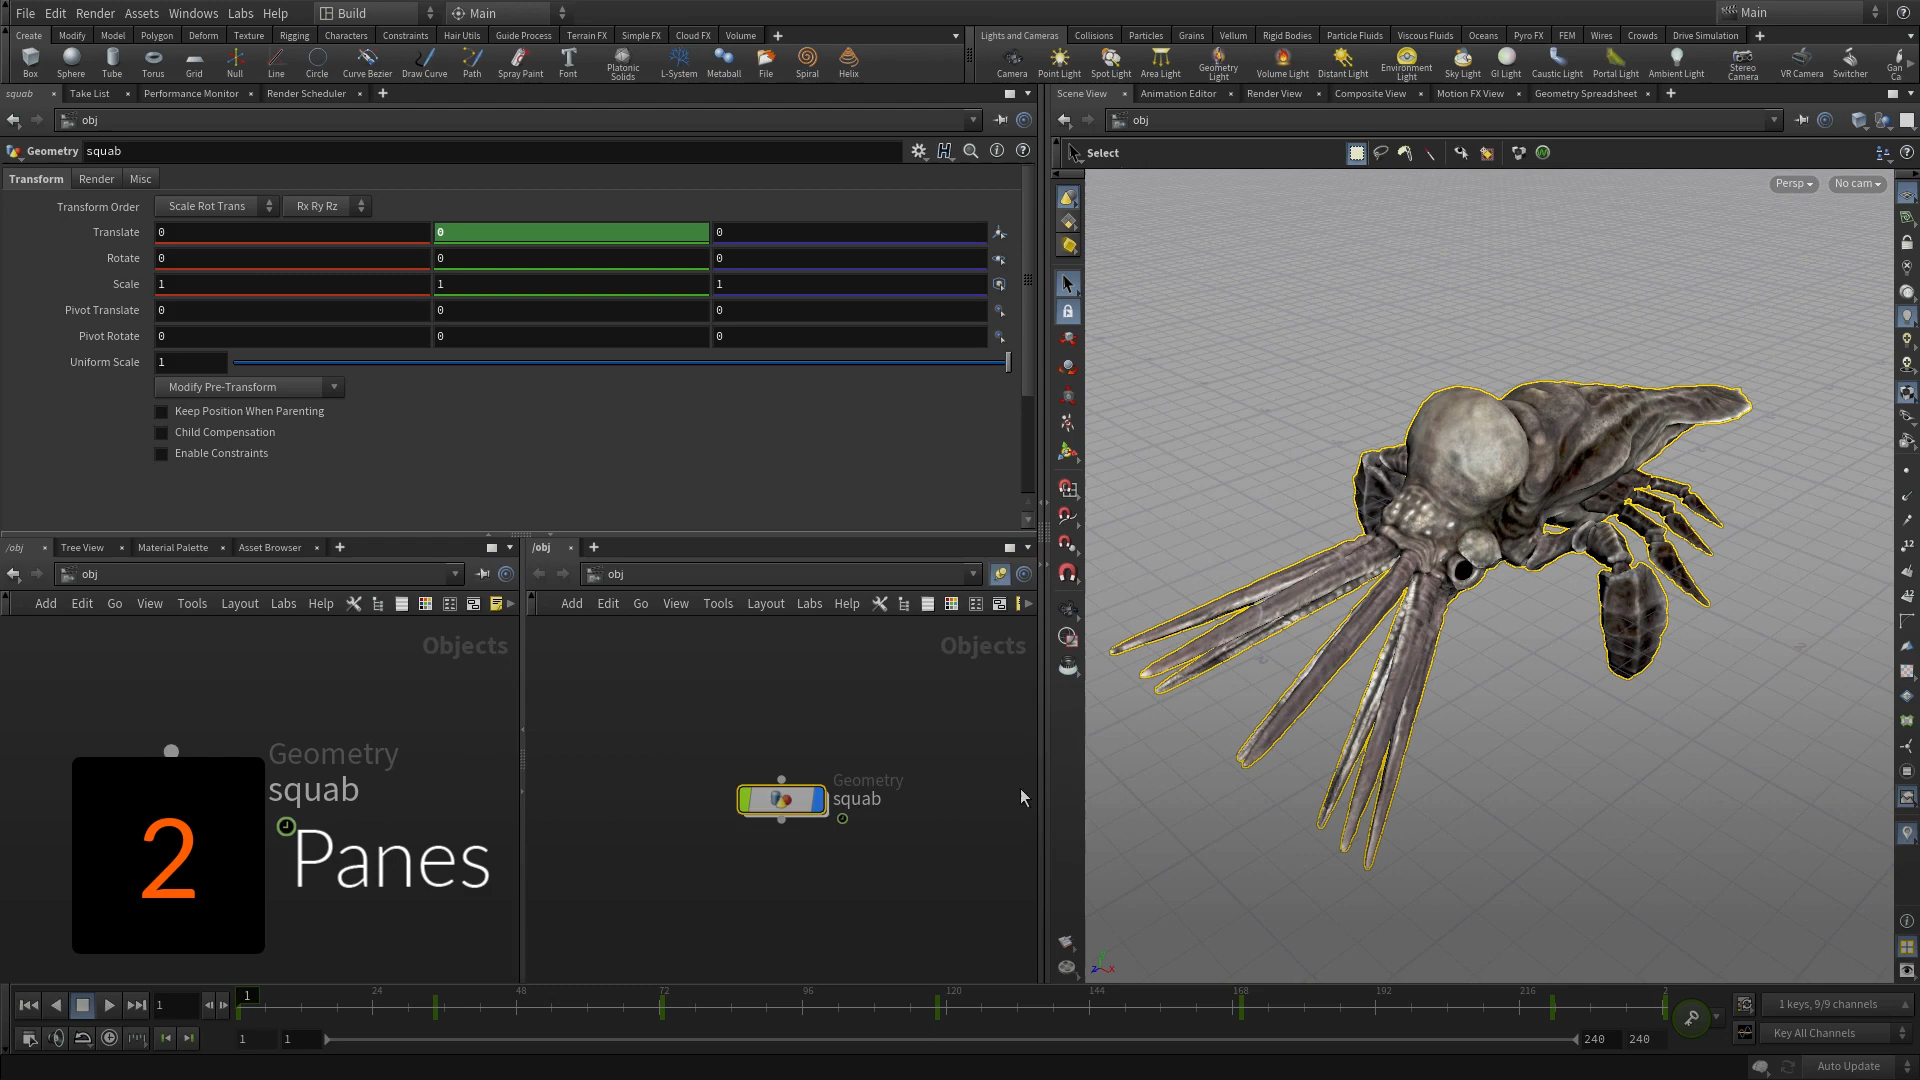 File Edit Render Assets Windows Labs Help Build Main Main
Create Modify Model Polygon Deform Texture Rigging Characters Constraints Hair Utils Guide Process Terrain FX Simple FX Cloud FX Volume
Lights and Cameras Collisions Particles Grains Vellum Rigid Bodies Particle Fluids Viscous Fluids Oceans Pyro FX FEM Wires Crowds Drive Simulation
Box Sphere Tube Torus Grid Null Line Circle Curve Bezier Draw Curve Path Spray Paint Font Platonic Solids L-System Metaball File Spiral Helix
Camera Point Light Spot Light Area Light Geometry Light Volume Light Distant Light Environment Light Sky Light GI Light Caustic Light Portal Light Ambient Light Stereo Camera VR Camera Switcher Gan Ca
squab Take List Performance Monitor Render Scheduler
Scene View Animation Editor Render View Composite View Motion FX View Geometry Spreadsheet
obj
obj
Geometry squab
Select
Transform Render Misc
Persp No cam
Transform Order Scale Rot Trans Rx Ry Rz
Translate 0 0 0
Rotate 0 0 0
Scale 1 1 1
Pivot Translate 0 0 0
Pivot Rotate 0 0 0
Uniform Scale 1
Modify Pre-Transform
Keep Position When Parenting
Child Compensation
Enable Constraints
/obj Tree View Material Palette Asset Browser
/obj
obj
obj
Add Edit Go View Tools Layout Labs Help
Add Edit Go View Tools Layout Labs Help
Objects
Objects
Geometry
squab
2
Panes
Geometry
squab
12
12
z x
1 1 24 48 72 96 120 144 168 192 216 2
1 keys, 9/9 channels
1 1 240 240
Key All Channels
Auto Update